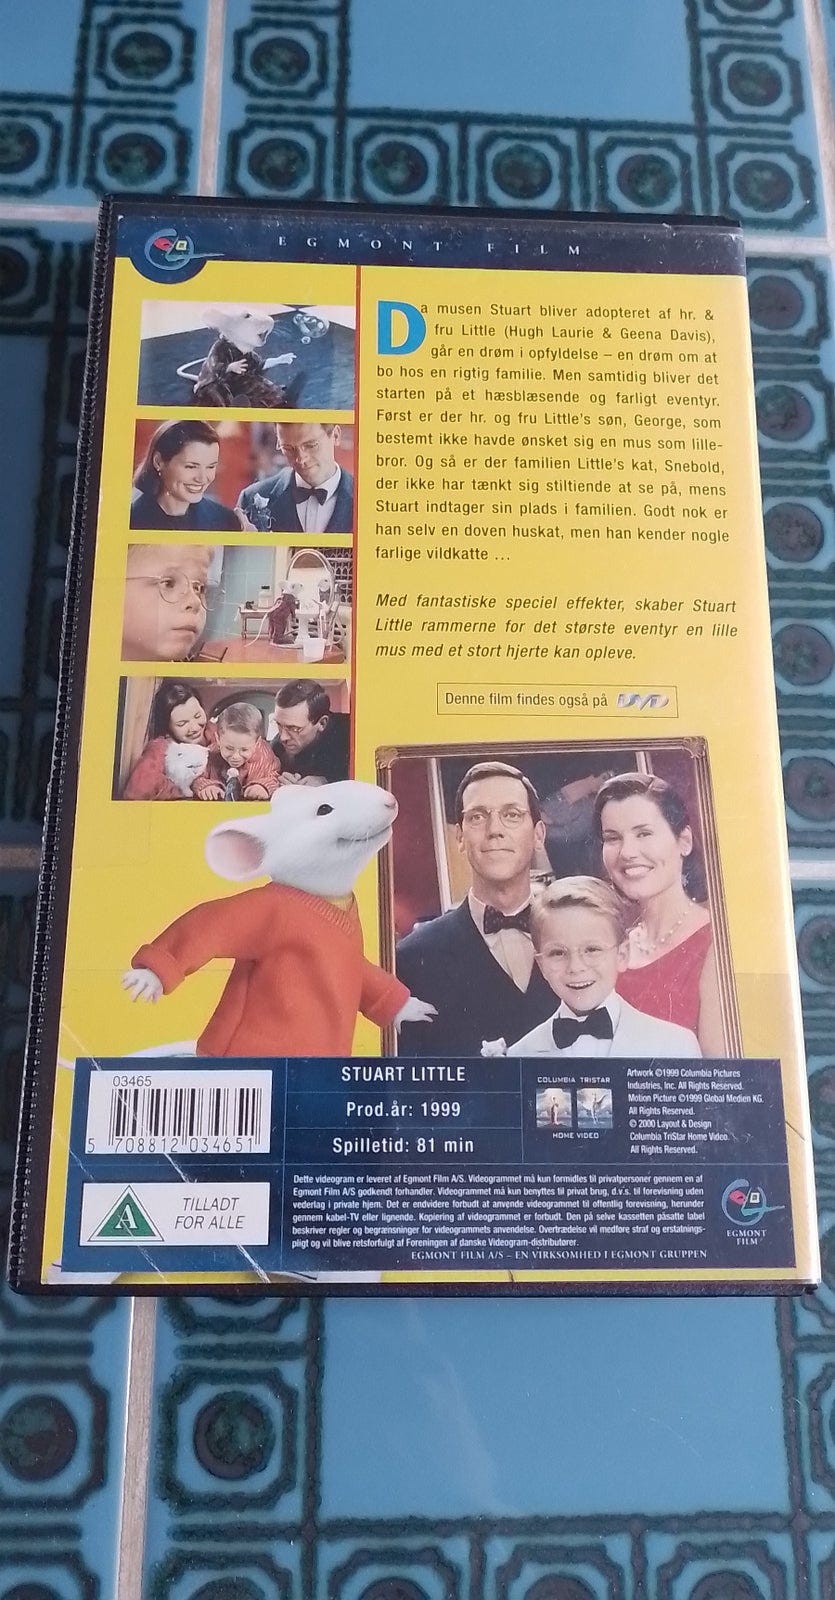 EGMONT FILM
Da musen Stuart bliver adopteret af hr. &
fru Little (Hugh Laurie & Geena Davis),
går en drøm i opfyldelse – en drøm om at
bo hos en rigtig familie. Men samtidig bliver det
starten på et hæsblæsende og farligt eventyr.
Først er der hr. og fru Little's søn, George, som
bestemt ikke havde ønsket sig en mus som lille-
bror. Og så er der familien Little's kat, Snebold,
der ikke har tænkt sig stiltiende at se på, mens
Stuart indtager sin plads i familien. Godt nok er
han selv en doven huskat, men han kender nogle
farlige vildkatte ...
Med fantastiske speciel effekter, skaber Stuart
Little rammerne for det største eventyr en lille
mus med et stort hjerte kan opleve.
Denne film findes også på DVD
03465
5 708812 034651
STUART LITTLE
Prod.år: 1999
Spilletid: 81 min
COLUMBIA TRISTAR
HOME VIDEO
Artwork ©1999 Columbia Pictures
Industries, Inc. All Rights Reserved.
Motion Picture ©1999 Global Medien KG.
All Rights Reserved.
© 2000 Layout & Design
Columbia TriStar Home Video.
All Rights Reserved.
A
TILLADT
FOR ALLE
Dette videogram er leveret af Egmont Film A/S. Videogrammet må kun formidles til privatpersoner gennem en af
Egmont Film A/S godkendt forhandler. Videogrammet må kun benyttes til privat brug, d.v.s. til forevisning uden
vederlag i private hjem. Det er endvidere forbudt at anvende videogrammet til offentlig forevisning, herunder
gennem kabel-TV eller lignende. Kopiering af videogrammet er forbudt. Den på selve kassetten påsatte label
beskriver regler og begrænsninger for videogrammets anvendelse. Overtrædelse vil medføre straf og erstatnings-
pligt og vil blive retsforfulgt af Foreningen af danske Videogram-distributører.
EGMONT FILM A/S – EN VIRKSOMHED I EGMONT GRUPPEN
EGMONT
FILM